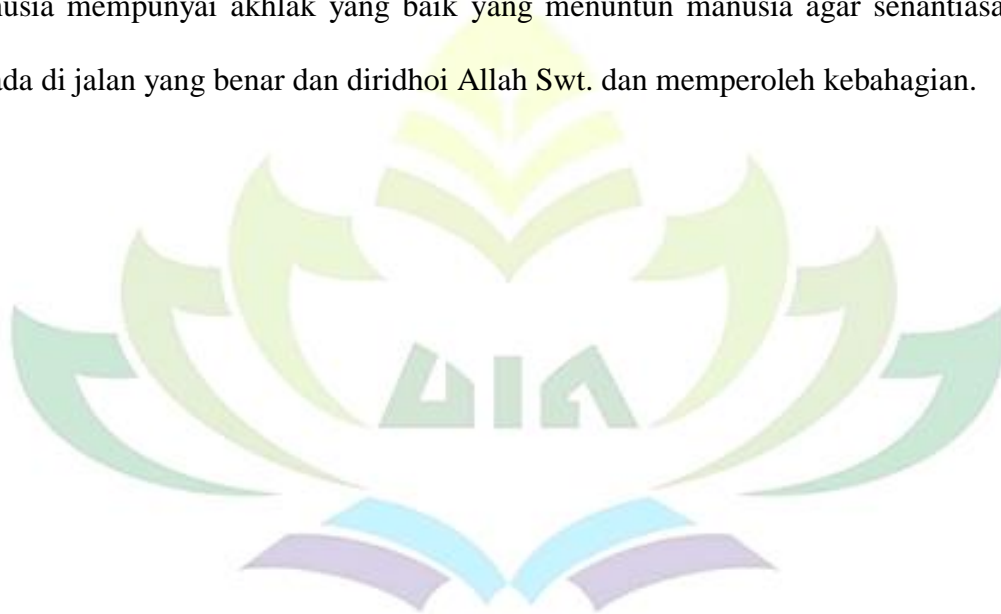 nusia mempunyai akhlak yang baik yang menuntun manusia agar senantiasa
ada di jalan yang benar dan diridhoi Allah Swt. dan memperoleh kebahagian.
UIN